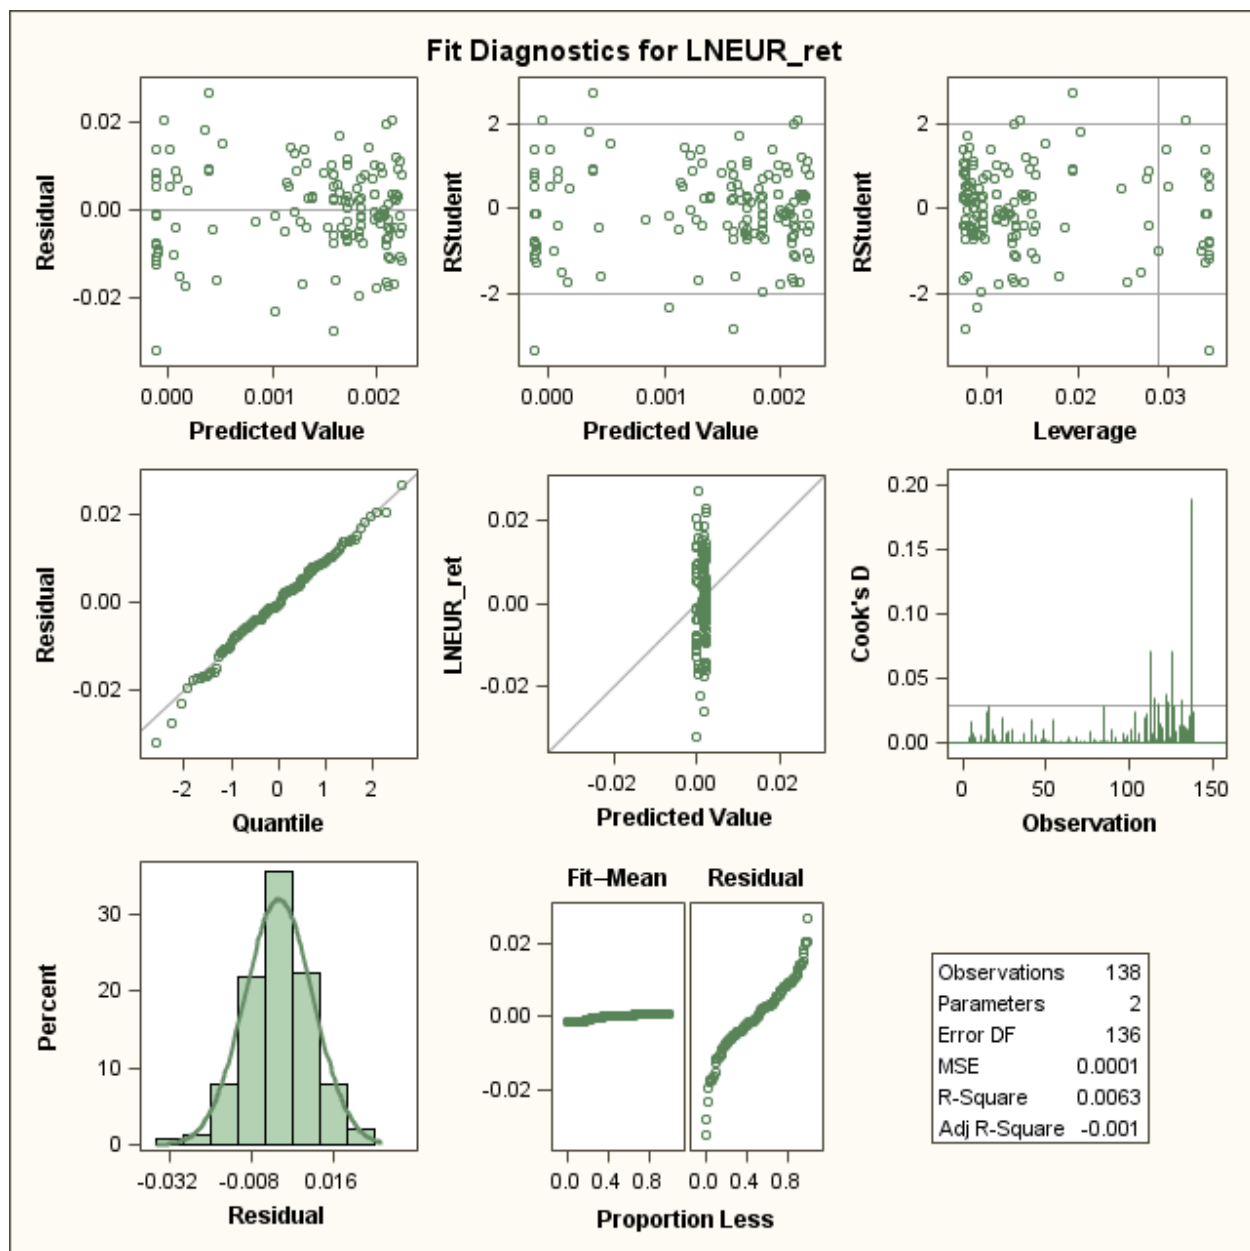 Fit Diagnostics for LNEUR_ret
Residual
0.02
0.00
-0.02
0.000 0.001 0.002
Predicted Value
RStudent
2
0
-2
0.000 0.001 0.002
Predicted Value
RStudent
2
0
-2
0.01 0.02 0.03
Leverage
Residual
0.02
0.00
-0.02
-2 -1 0 1 2
Quantile
LNEUR_ret
0.02
0.00
-0.02
-0.02 0.00 0.02
Predicted Value
Cook's D
0.20
0.15
0.10
0.05
0.00
0 50 100 150
Observation
Percent
30
20
10
0
-0.032 -0.008 0.016
Residual
Fit–Mean Residual
0.02
0.00
-0.02
0.0 0.4 0.8 0.0 0.4 0.8
Proportion Less
Observations 138
Parameters 2
Error DF 136
MSE 0.0001
R-Square 0.0063
Adj R-Square -0.001